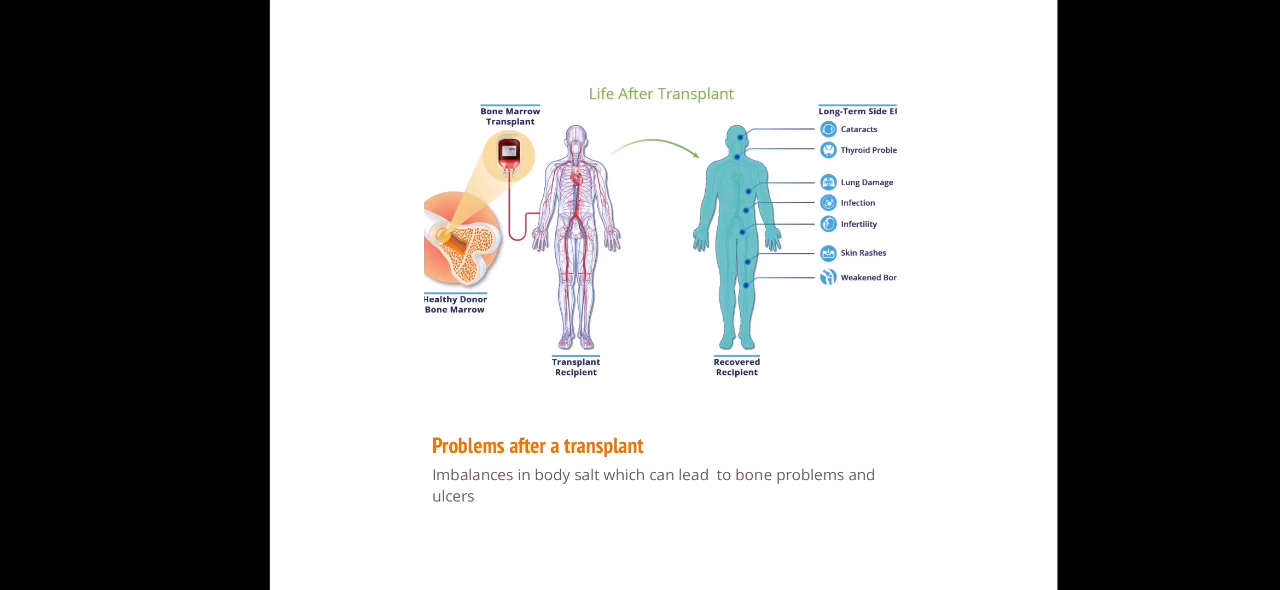 Life After Transplant
Bone Marrow
Transplant
Long-Term Side Ef
Cataracts
Thyroid Proble
Lung Damage
Infection
Infertility
Skin Rashes
Weakened Bon
Healthy Donor
Bone Marrow
Transplant
Recipient
Recovered
Recipient
Problems after a transplant
Imbalances in body salt which can lead  to bone problems and
ulcers